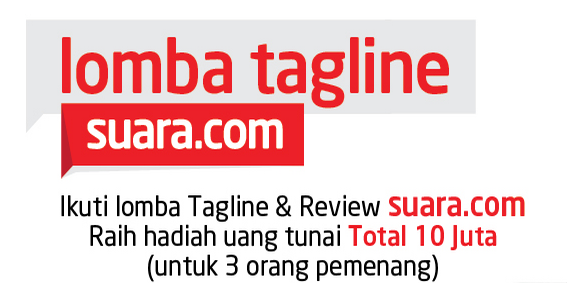 lomba tagline
suara.com
Ikuti lomba Tagline & Review suara.com
Raih hadiah uang tunai Total 10 Juta
(untuk 3 orang pemenang)